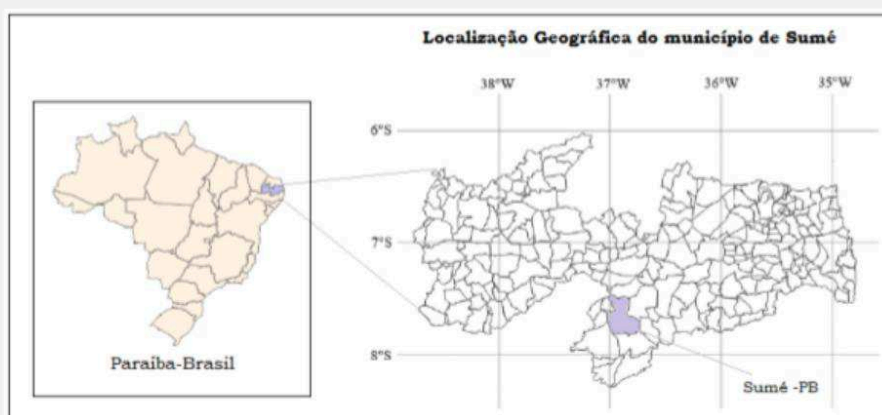 Localização Geográfica do município de Sumé
38°W 37°W 36°W 35°W
6°S
7°S
8°S
Paraíba-Brasil
Sumé -PB